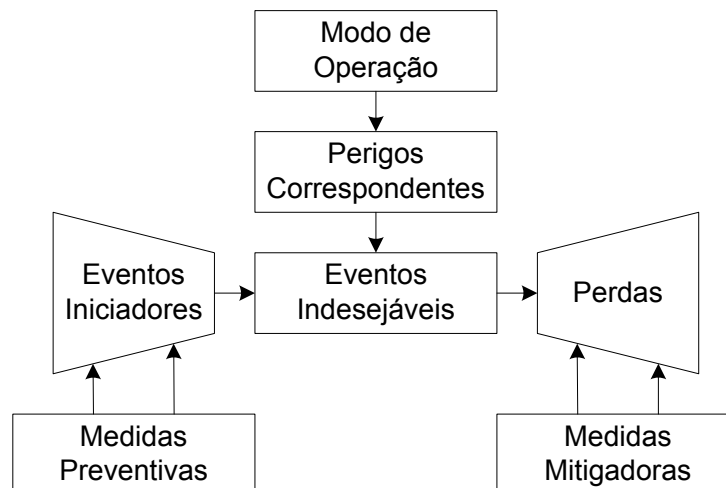 Modo de
Operação
Perigos
Correspondentes
Eventos
Iniciadores
Eventos
Indesejáveis
Perdas
Medidas
Preventivas
Medidas
Mitigadoras